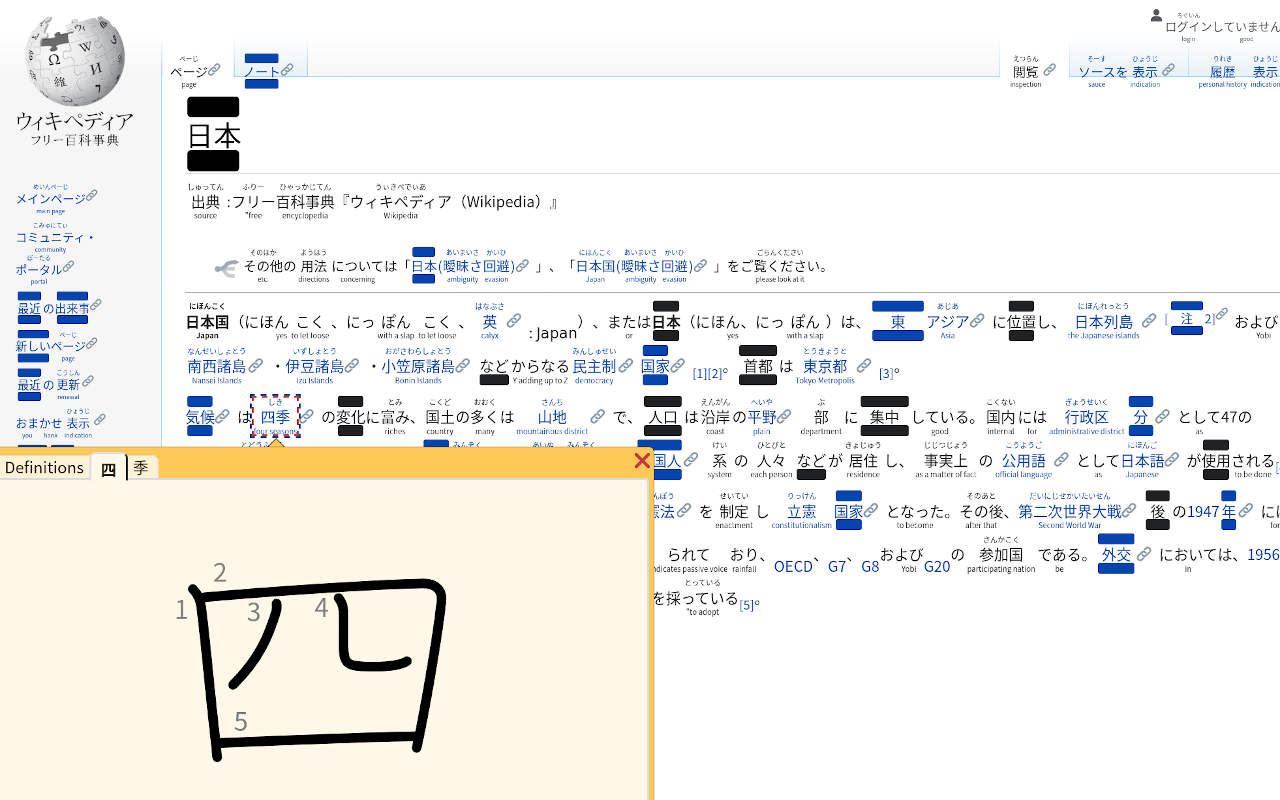 ろぐいん
ログインしていません
login good
ウィキペディア
フリー百科事典
ぺーじ
ページ
page
ノート
えつらん
閲覧
inspection
そーす ひょうじ
ソースを 表示
sauce indication
りれき ひょうじ
履歴 表示
personal history
日本
しゅってん ふりー ひゃっかじてん うぃきぺでぃあ
出典 :フリー百科事典『ウィキペディア（Wikipedia）』
source "free encyclopedia Wikipedia
めいんぺーじ
メインページ
main page
こみゅにてぃ
コミュニティ・
community
ぽーたる
ポータル
portal
最近 の出来事
ぺーじ
新しいページ
page
こうしん
最近 の 更新
renewal
ひょうじ
おまかせ 表示
you hank indication
そのほか ようほう あいまいさ かいひ にほんこく あいまいさ かいひ ごらんください
その他の 用法 については「日本(曖昧さ回避) 」、「日本国(曖昧さ回避) 」をご覧ください。
etc. directions concerning ambiguity evasion Japan ambiguity evasion please look at it
にほんこく はなぶさ あじあ にほんれっとう
日本国（にほん こく 、にっ ぽん こく 、 英 : Japan ）、または日本（にほん、にっ ぽん ）は、 東 アジア に位置し、 日本列島 [ 注 2] および
Japan yes to let loose with a slap to let loose calyx or yes with a slap Asia the Japanese islands
なんせいしょとう いずしょとう おがさわらしょとう みんしゅせい とうきょうと
南西諸島 ・伊豆諸島 ・小笠原諸島 などからなる 民主制 国家 [1][2]。 首都 は 東京都 [3]。
Nansei Islands Izu Islands Bonin Islands Y adding up to Z democracy Tokyo Metropolis
しき とみ こくど おおく さんち えんがん へいや ぶ こくない ぎょうせいく
気候 は 四季 の変化に富み、国土の多くは 山地 で、 人口 は沿岸の平野 部 に 集中 している。 国内には 行政区 分 として47の
four seasons riches country many mountainous district coast plain department good internal for administrative district as
けい ひとびと きょじゅう じじつじょう こうようご にほんご
国人 系 の 人々 などが 居住 し、 事実上 の 公用語 として日本語 が使用される
system each person residence as a matter of fact official language as Japanese to be done
せいてい りっけん そのあと だいにじせかいたいせん
憲法 を 制定 し 立憲 国家 となった。その後、第二次世界大戦 後 の1947年
enactment constitutionalism to become after that Second World War
さんかこく
られて おり、OECD、G7、G8 および G20 の 参加国 である。 外交 においては、1956
indicates passive voice rainfall Yobi participating nation be in
とっている
を採っている[5]。
"to adopt
Definitions 四 季
1 2 3 4 5
四